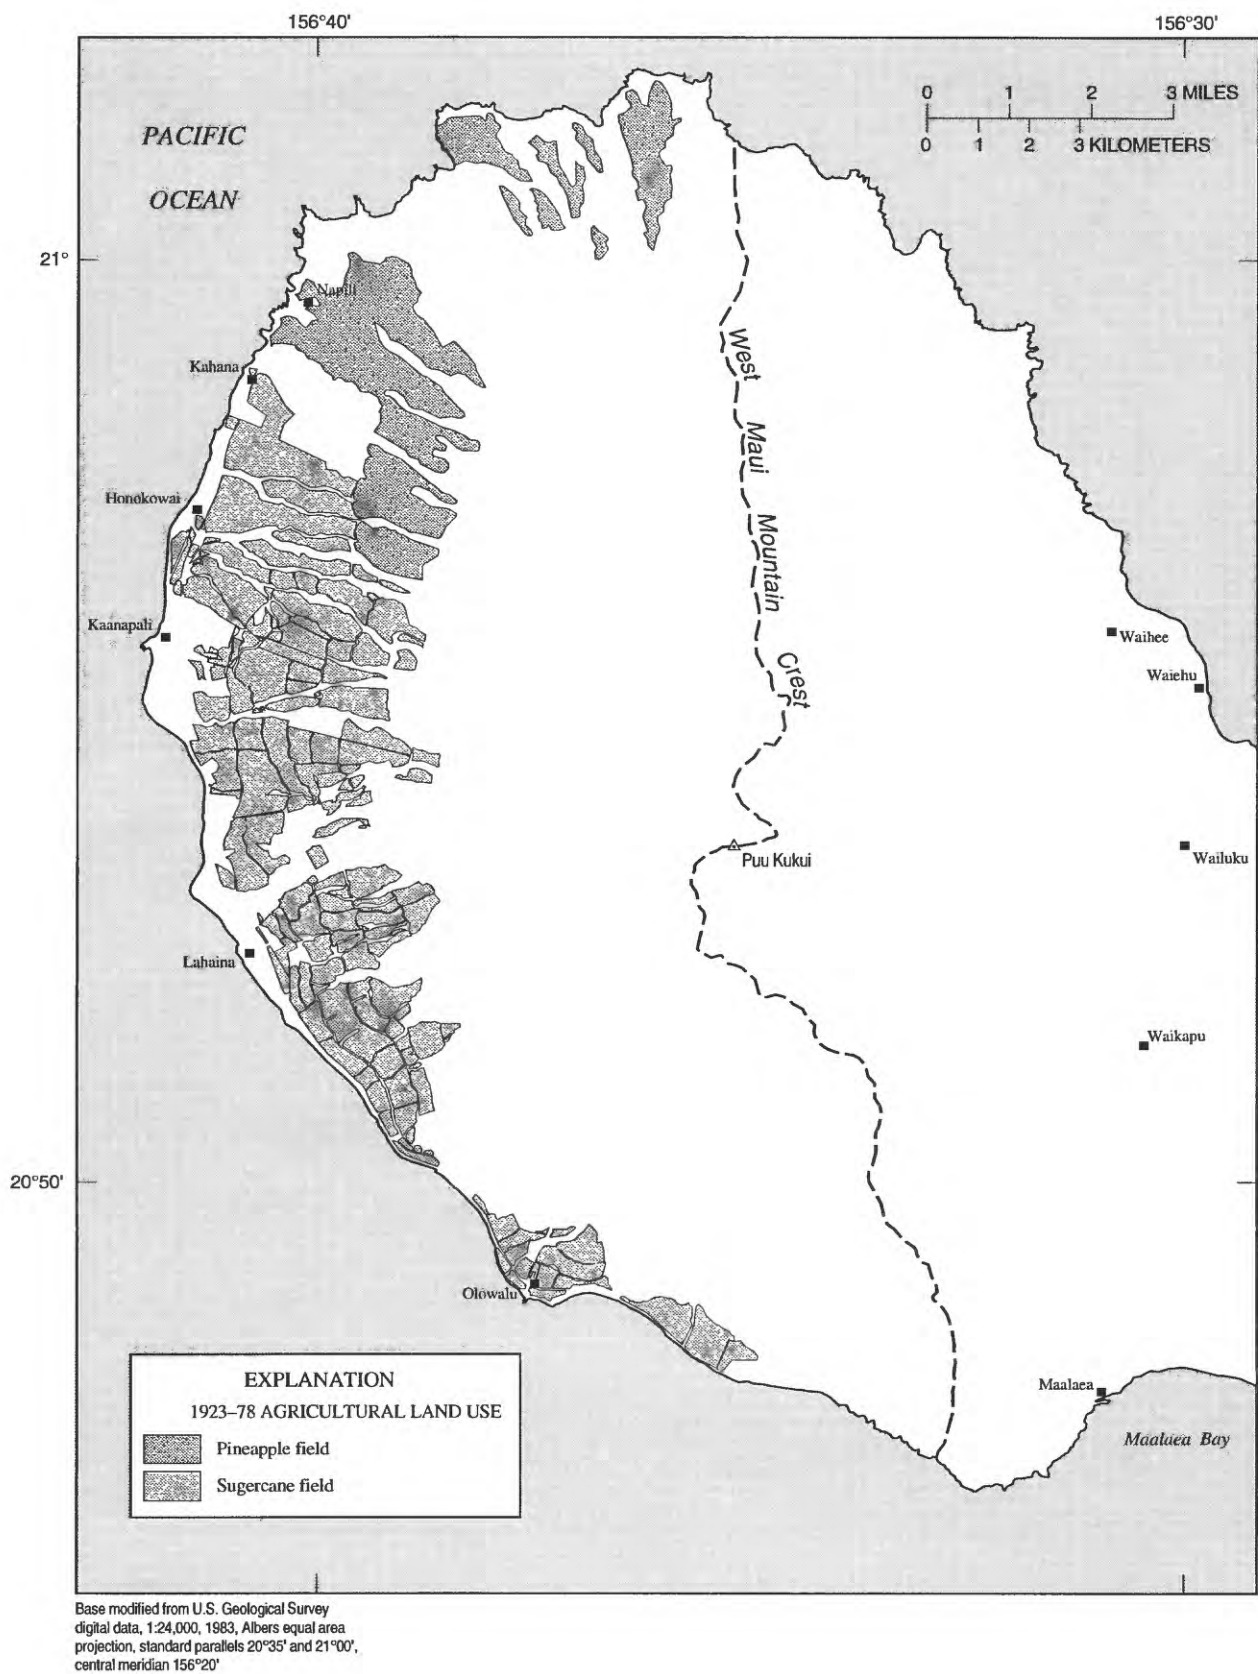 156°40'
156°30'
0 1 2 3 MILES
0 1 2 3 KILOMETERS
PACIFIC
OCEAN
21°
Napili
Kahana
West Maui Mountain Crest
Honokowai
Kaanapali
Waihee
Waiehu
Puu Kukui
Wailuku
Lahaina
Waikapu
20°50'
Olowalu
Maalaea
Maalaea Bay
EXPLANATION
1923–78 AGRICULTURAL LAND USE
Pineapple field
Sugercane field
Base modified from U.S. Geological Survey
digital data, 1:24,000, 1983, Albers equal area
projection, standard parallels 20°35' and 21°00',
central meridian 156°20'